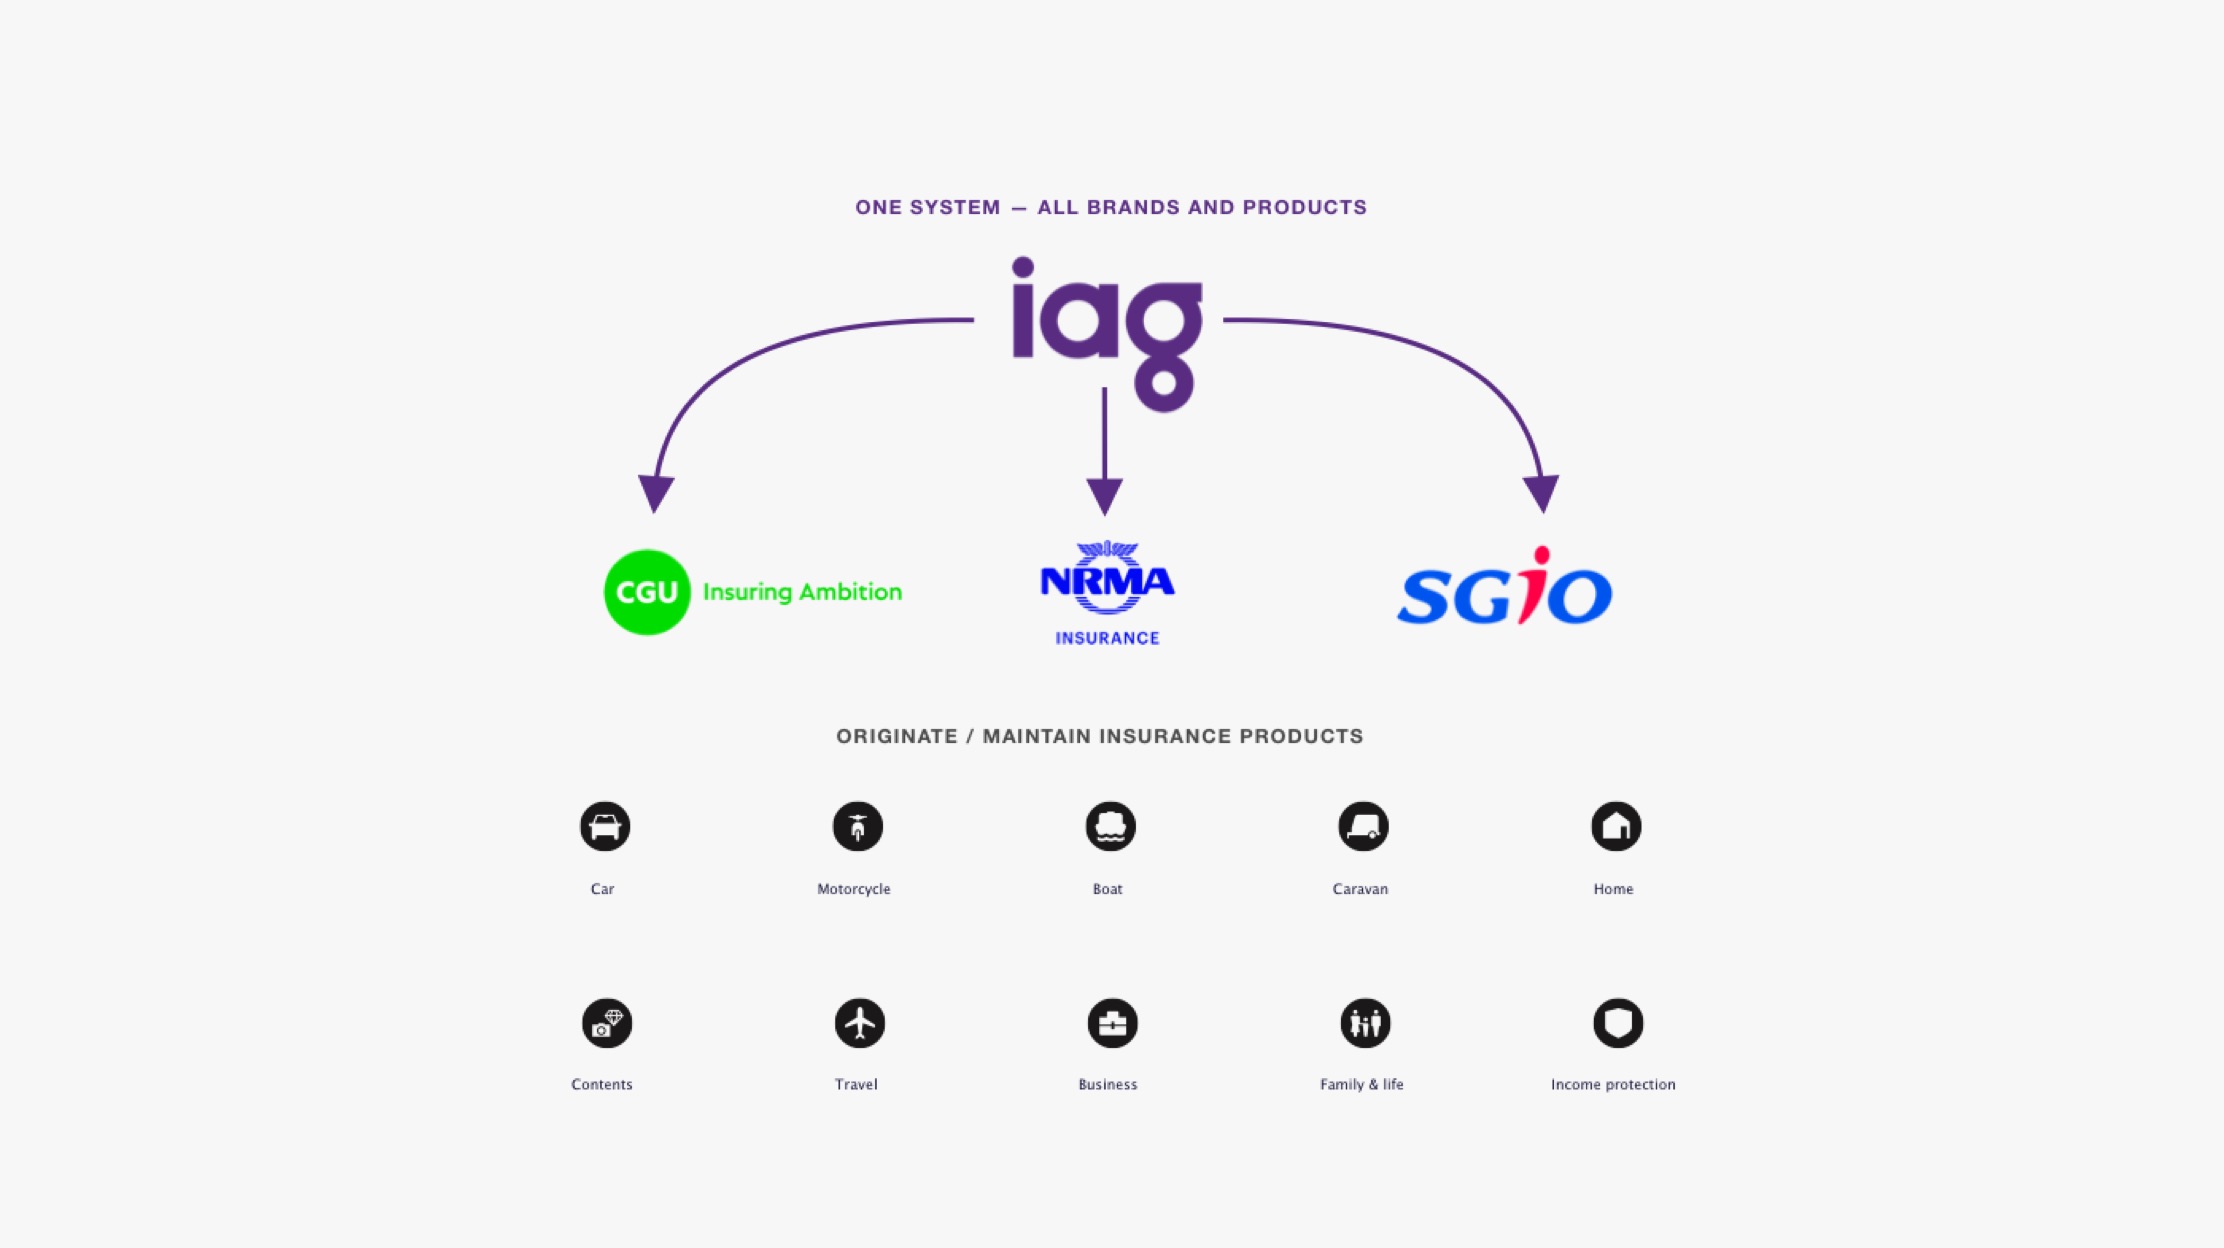 ONE SYSTEM — ALL BRANDS AND PRODUCTS
iag
CGU Insuring Ambition
NRMA
INSURANCE
SGiO
ORIGINATE / MAINTAIN INSURANCE PRODUCTS
Car Motorcycle Boat Caravan Home
Contents Travel Business Family & life Income protection